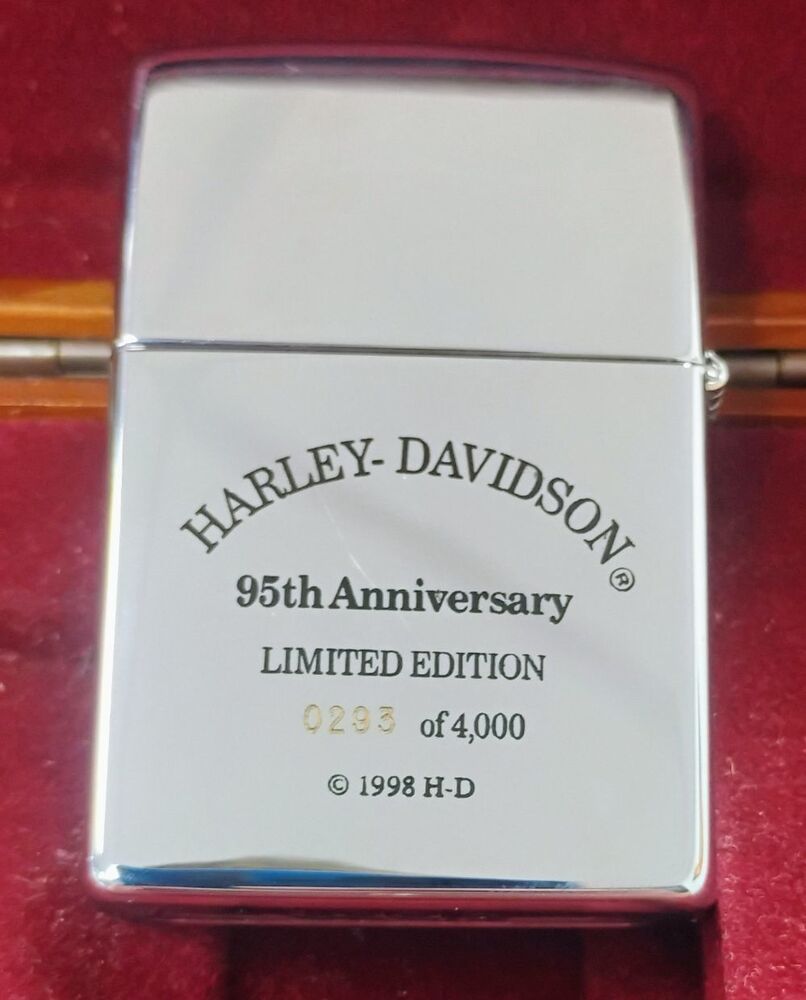 HARLEY-DAVIDSON®
95th Anniversary
LIMITED EDITION
0293 of 4,000
© 1998 H-D